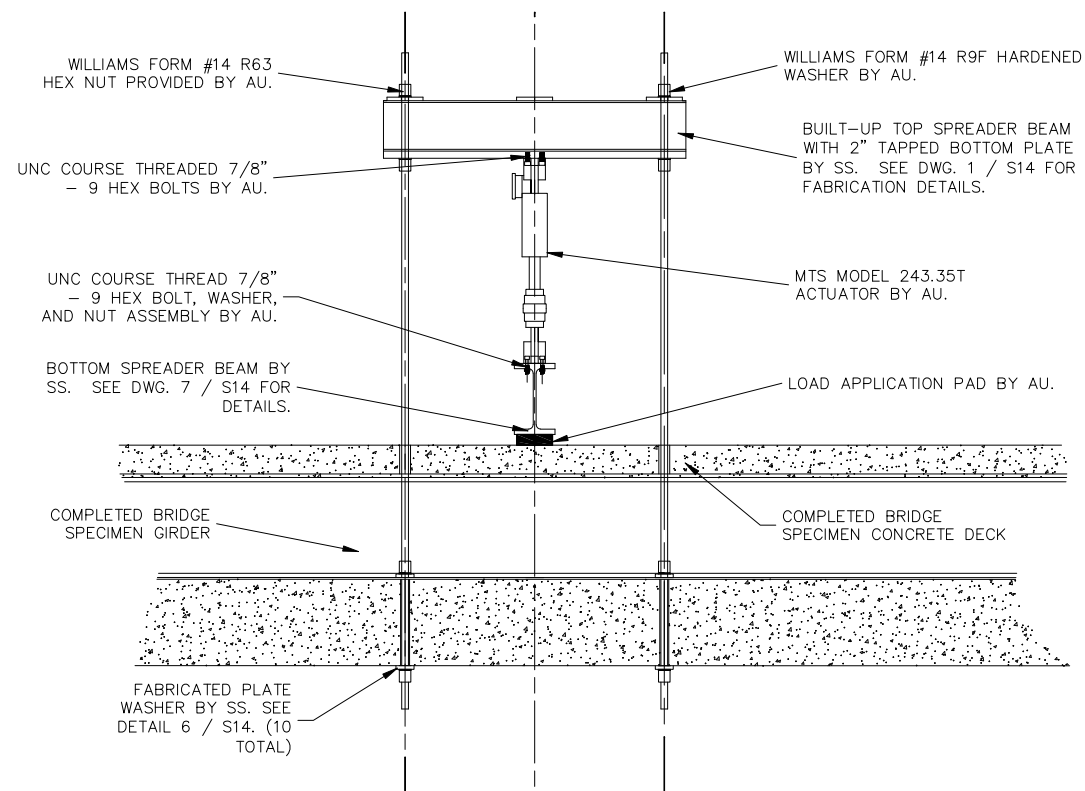 WILLIAMS FORM #14 R63
HEX NUT PROVIDED BY AU.
WILLIAMS FORM #14 R9F HARDENED
WASHER BY AU.
BUILT-UP TOP SPREADER BEAM
WITH 2" TAPPED BOTTOM PLATE
BY SS. SEE DWG. 1 / S14 FOR
FABRICATION DETAILS.
UNC COURSE THREADED 7/8"
- 9 HEX BOLTS BY AU.
MTS MODEL 243.35T
ACTUATOR BY AU.
UNC COURSE THREAD 7/8"
- 9 HEX BOLT, WASHER,
AND NUT ASSEMBLY BY AU.
BOTTOM SPREADER BEAM BY
SS. SEE DWG. 7 / S14 FOR
DETAILS.
LOAD APPLICATION PAD BY AU.
COMPLETED BRIDGE
SPECIMEN GIRDER
COMPLETED BRIDGE
SPECIMEN CONCRETE DECK
FABRICATED PLATE
WASHER BY SS. SEE
DETAIL 6 / S14. (10
TOTAL)